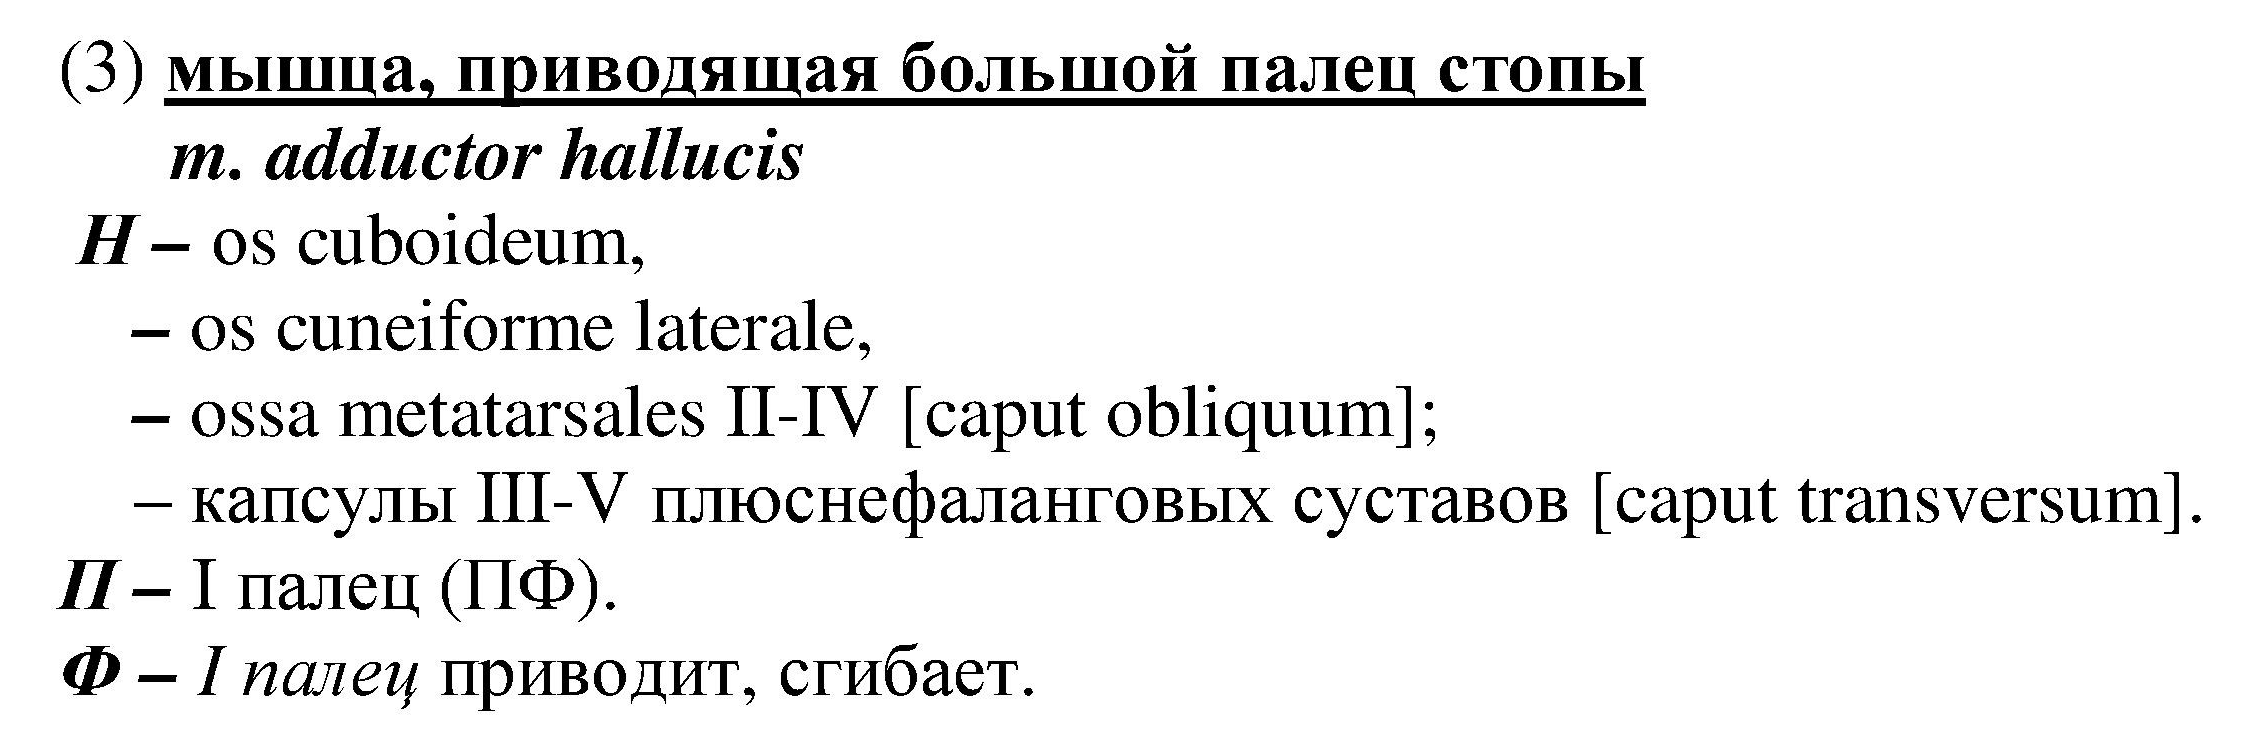 (3) мышца, приводящая большой палец стопы
m. adductor hallucis
Н – os cuboideum,
– os cuneiforme laterale,
– ossa metatarsales II-IV [caput obliquum];
– капсулы III-V плюснефаланговых суставов [caput transversum].
П – I палец (ПФ).
Ф – I палец приводит, сгибает.